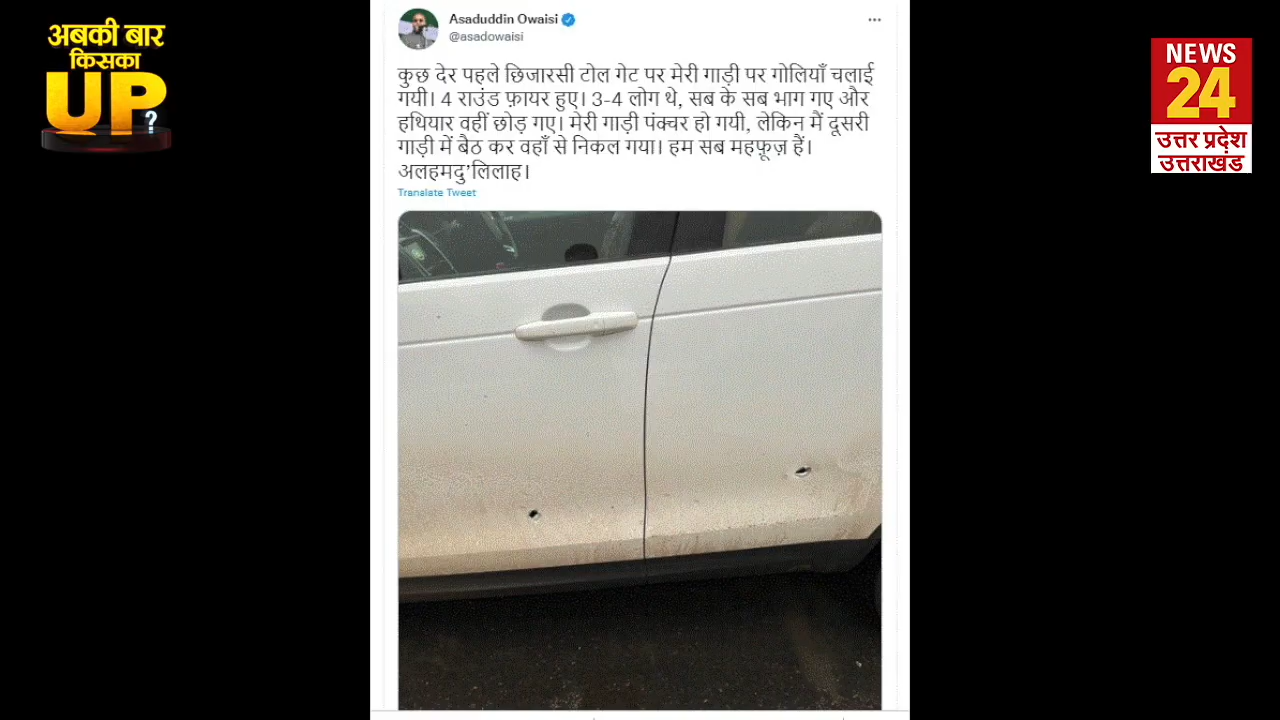 अबकी बार
किसका
UP?
Asaduddin Owaisi
@asadowaisi
कुछ देर पहले छिजारसी टोल गेट पर मेरी गाड़ी पर गोलियाँ चलाई
गयी। 4 राउंड फ़ायर हुए। 3-4 लोग थे, सब के सब भाग गए और
हथियार वहीं छोड़ गए। मेरी गाड़ी पंक्चर हो गयी, लेकिन मैं दूसरी
गाड़ी में बैठ कर वहाँ से निकल गया। हम सब महफ़ूज़ हैं।
अलहमदु’लिलाह।
Translate Tweet
NEWS
24
उत्तर प्रदेश
उत्तराखंड